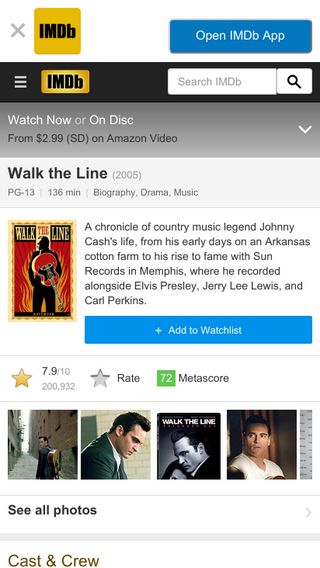 IMDb
Open IMDb App
IMDb
Search IMDb
Watch Now or On Disc
From $2.99 (SD) on Amazon Video
Walk the Line (2005)
PG-13 | 136 min | Biography, Drama, Music
WALK THE LINE
A chronicle of country music legend Johnny
Cash's life, from his early days on an Arkansas
cotton farm to his rise to fame with Sun
Records in Memphis, where he recorded
alongside Elvis Presley, Jerry Lee Lewis, and
Carl Perkins.
+ Add to Watchlist
7.9/10
200,932
Rate
72 Metascore
WALK THE LINE
See all photos
Cast & Crew